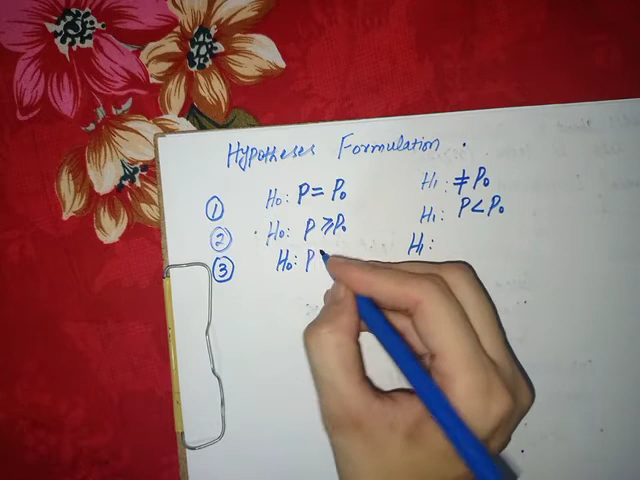 Hypotheses Formulation.
① H0: P = P0 H1: ≠ P0
② H0: P ⩾ P0 H1: P < P0
③ H0: P H1: